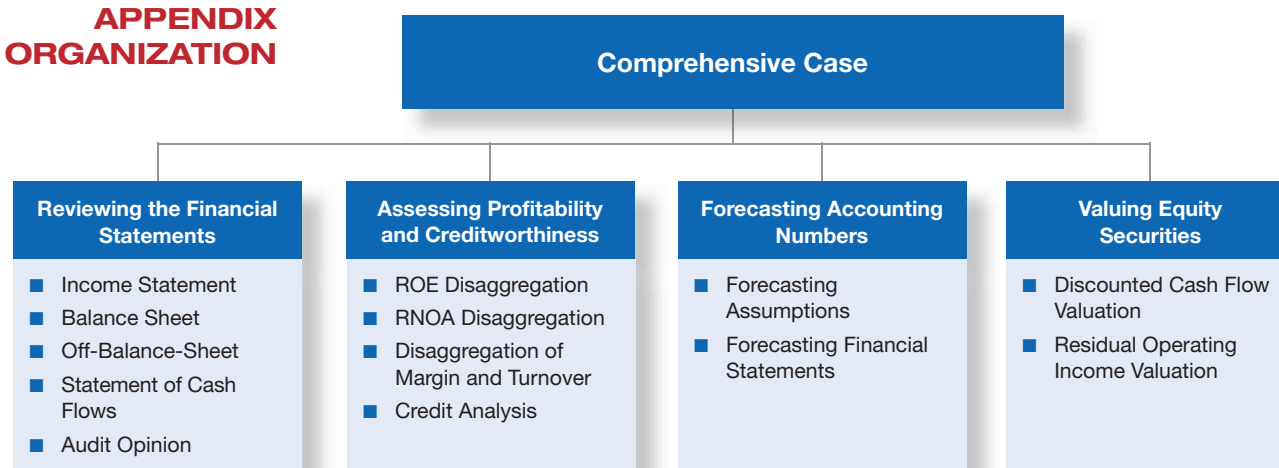 APPENDIX
ORGANIZATION
Comprehensive Case
Reviewing the Financial
Statements
■ Income Statement
■ Balance Sheet
■ Off-Balance-Sheet
■ Statement of Cash
Flows
■ Audit Opinion
Assessing Profitability
and Creditworthiness
■ ROE Disaggregation
■ RNOA Disaggregation
■ Disaggregation of
Margin and Turnover
■ Credit Analysis
Forecasting Accounting
Numbers
■ Forecasting
Assumptions
■ Forecasting Financial
Statements
Valuing Equity
Securities
■ Discounted Cash Flow
Valuation
■ Residual Operating
Income Valuation